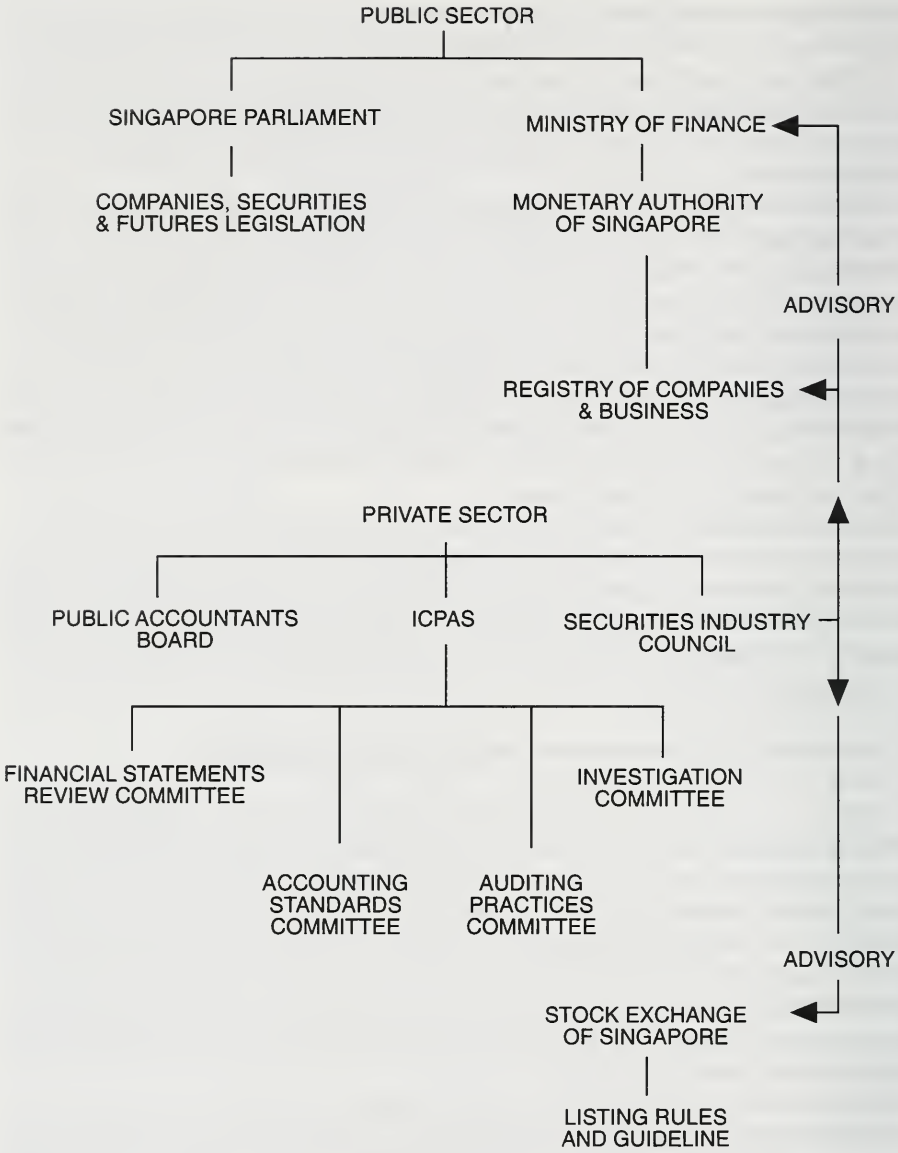 PUBLIC SECTOR
SINGAPORE PARLIAMENT
MINISTRY OF FINANCE
COMPANIES, SECURITIES
& FUTURES LEGISLATION
MONETARY AUTHORITY
OF SINGAPORE
ADVISORY
REGISTRY OF COMPANIES
& BUSINESS
PRIVATE SECTOR
PUBLIC ACCOUNTANTS
BOARD
ICPAS
SECURITIES INDUSTRY
COUNCIL
FINANCIAL STATEMENTS
REVIEW COMMITTEE
INVESTIGATION
COMMITTEE
ACCOUNTING
STANDARDS
COMMITTEE
AUDITING
PRACTICES
COMMITTEE
ADVISORY
STOCK EXCHANGE
OF SINGAPORE
LISTING RULES
AND GUIDELINE